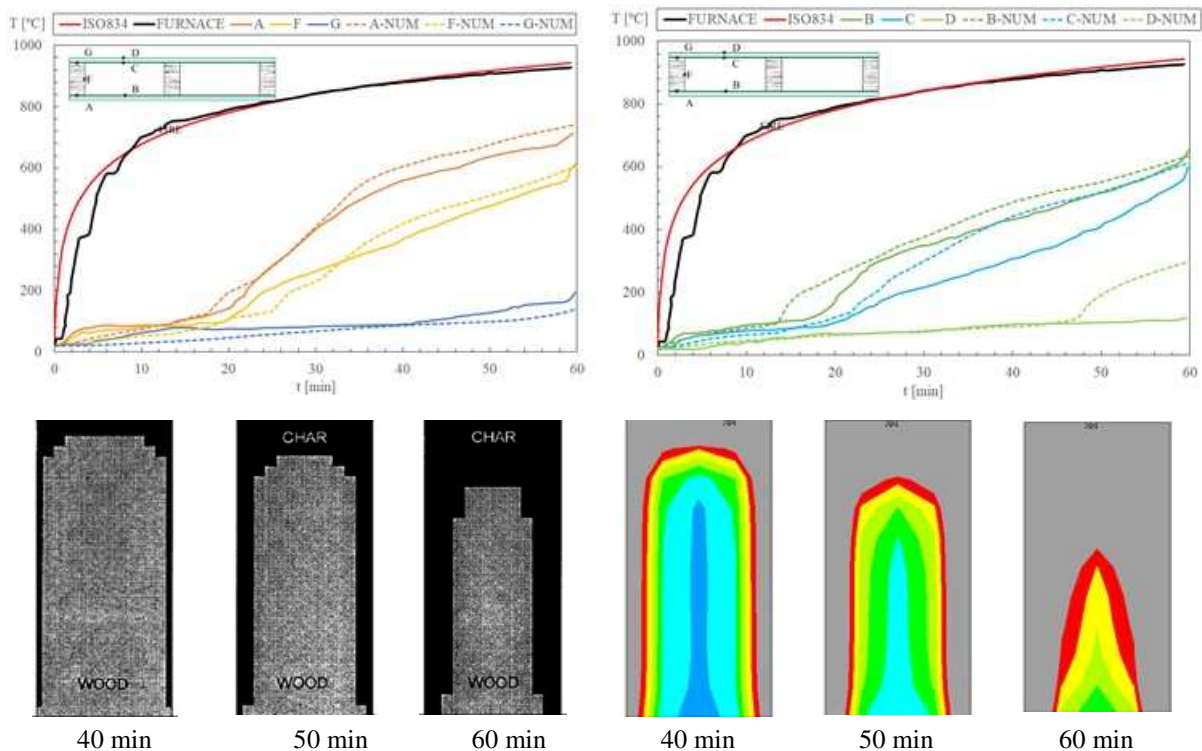 T [ºC] FURNACE ISO834 A F G A-NUM F-NUM G-NUM
1000
800
600
400
200
0
G D
C
F
B
A
0 10 20 30 40 50 60
t [min]
T [ºC] FURNACE ISO834 B C D B-NUM C-NUM D-NUM
1000
800
600
400
200
0
G D
C
F
B
A
0 10 20 30 40 50 60
t [min]
WOOD
CHAR
WOOD
CHAR
WOOD
40 min 50 min 60 min 40 min 50 min 60 min